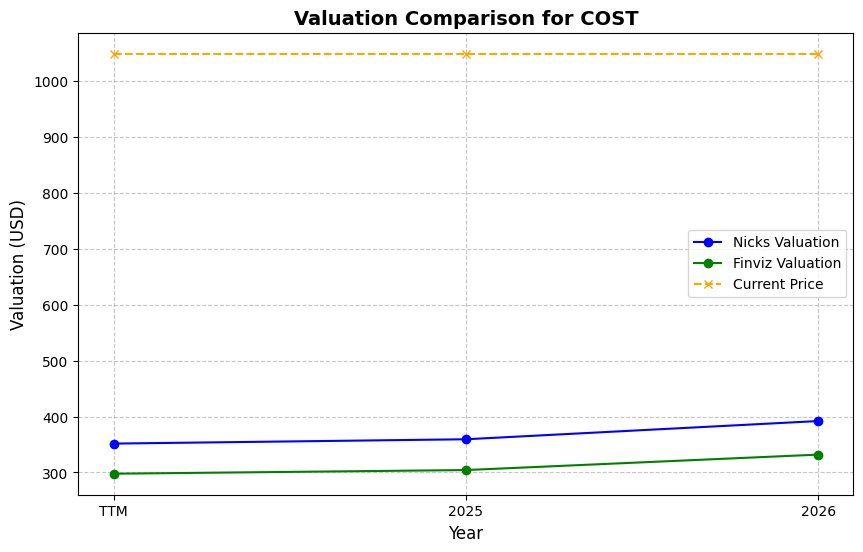 Valuation Comparison for COST
Valuation (USD)
1000
900
800
700
600
500
400
300
Nicks Valuation
Finviz Valuation
Current Price
TTM
2025
2026
Year